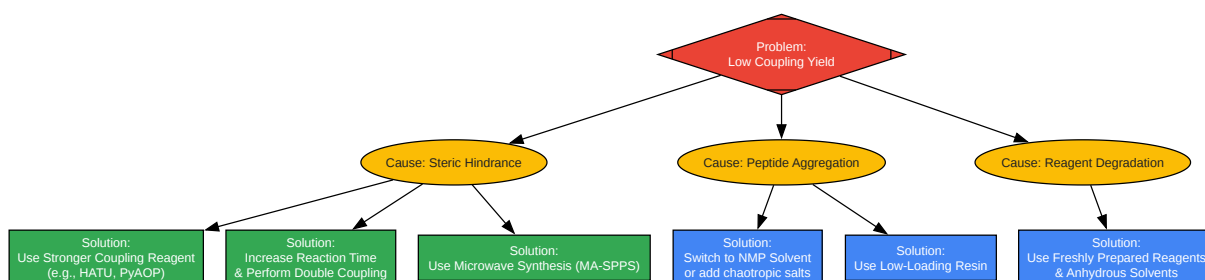 Problem:
Low Coupling Yield
Cause: Steric Hindrance
Cause: Peptide Aggregation
Cause: Reagent Degradation
Solution:
Use Stronger Coupling Reagent
(e.g., HATU, PyAOP)
Solution:
Increase Reaction Time
& Perform Double Coupling
Solution:
Use Microwave Synthesis (MA-SPPS)
Solution:
Switch to NMP Solvent
or add chaotropic salts
Solution:
Use Low-Loading Resin
Solution:
Use Freshly Prepared Reagents
& Anhydrous Solvents